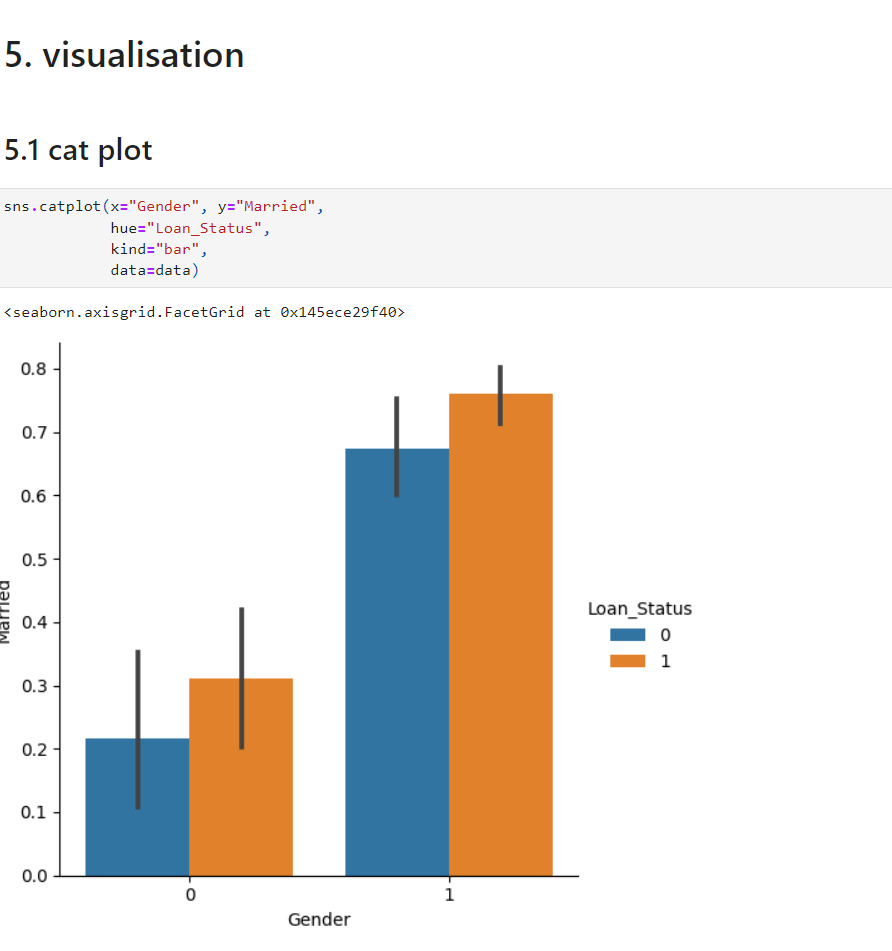 5. visualisation
5.1 cat plot
sns.catplot(x="Gender", y="Married",
hue="Loan_Status",
kind="bar",
data=data)
<seaborn.axisgrid.FacetGrid at 0x145ece29f40>
0.8
0.7
0.6
0.5
0.4
0.3
0.2
0.1
0.0
Married
0
1
Gender
Loan_Status
0
1